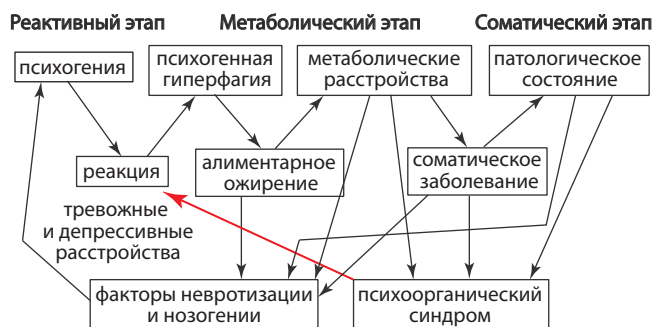 Реактивный этап
Метаболический этап
Соматический этап
психогения
психогенная
гиперфагия
метаболические
расстройства
патологическое
состояние
реакция
алиментарное
ожирение
соматическое
заболевание
тревожные
и депрессивные
расстройства
факторы невротизации
и нозогении
психоорганический
синдром